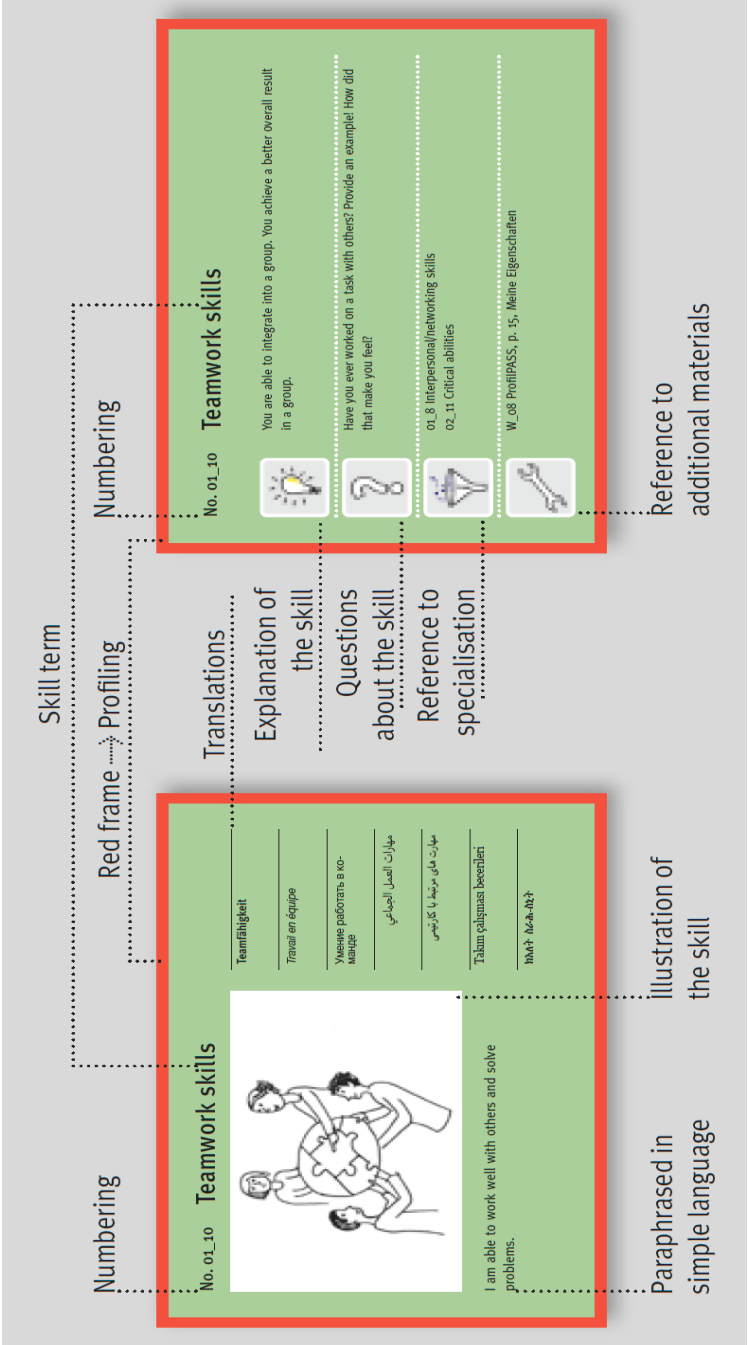 Skill term
Red frame ····> Profiling
Numbering
Numbering
No. 01_10 Teamwork skills
Teamfähigkeit
Travail en équipe
Умение работать в ко-
манде
مهارات العمل الجماعي
مهارت های مرتبط با کارتیمی
Takım çalışması becerileri
I am able to work well with others and solve
problems.
Paraphrased in
simple language
Illustration of
the skill
Translations
Explanation of
the skill
Questions
about the skill
Reference to
specialisation
No. 01_10 Teamwork skills
You are able to integrate into a group. You achieve a better overall result
in a group.
Have you ever worked on a task with others? Provide an example! How did
that make you feel?
01_8 Interpersonal/networking skills
02_11 Critical abilities
W_08 ProfilPASS, p. 15, Meine Eigenschaften
Reference to
additional materials